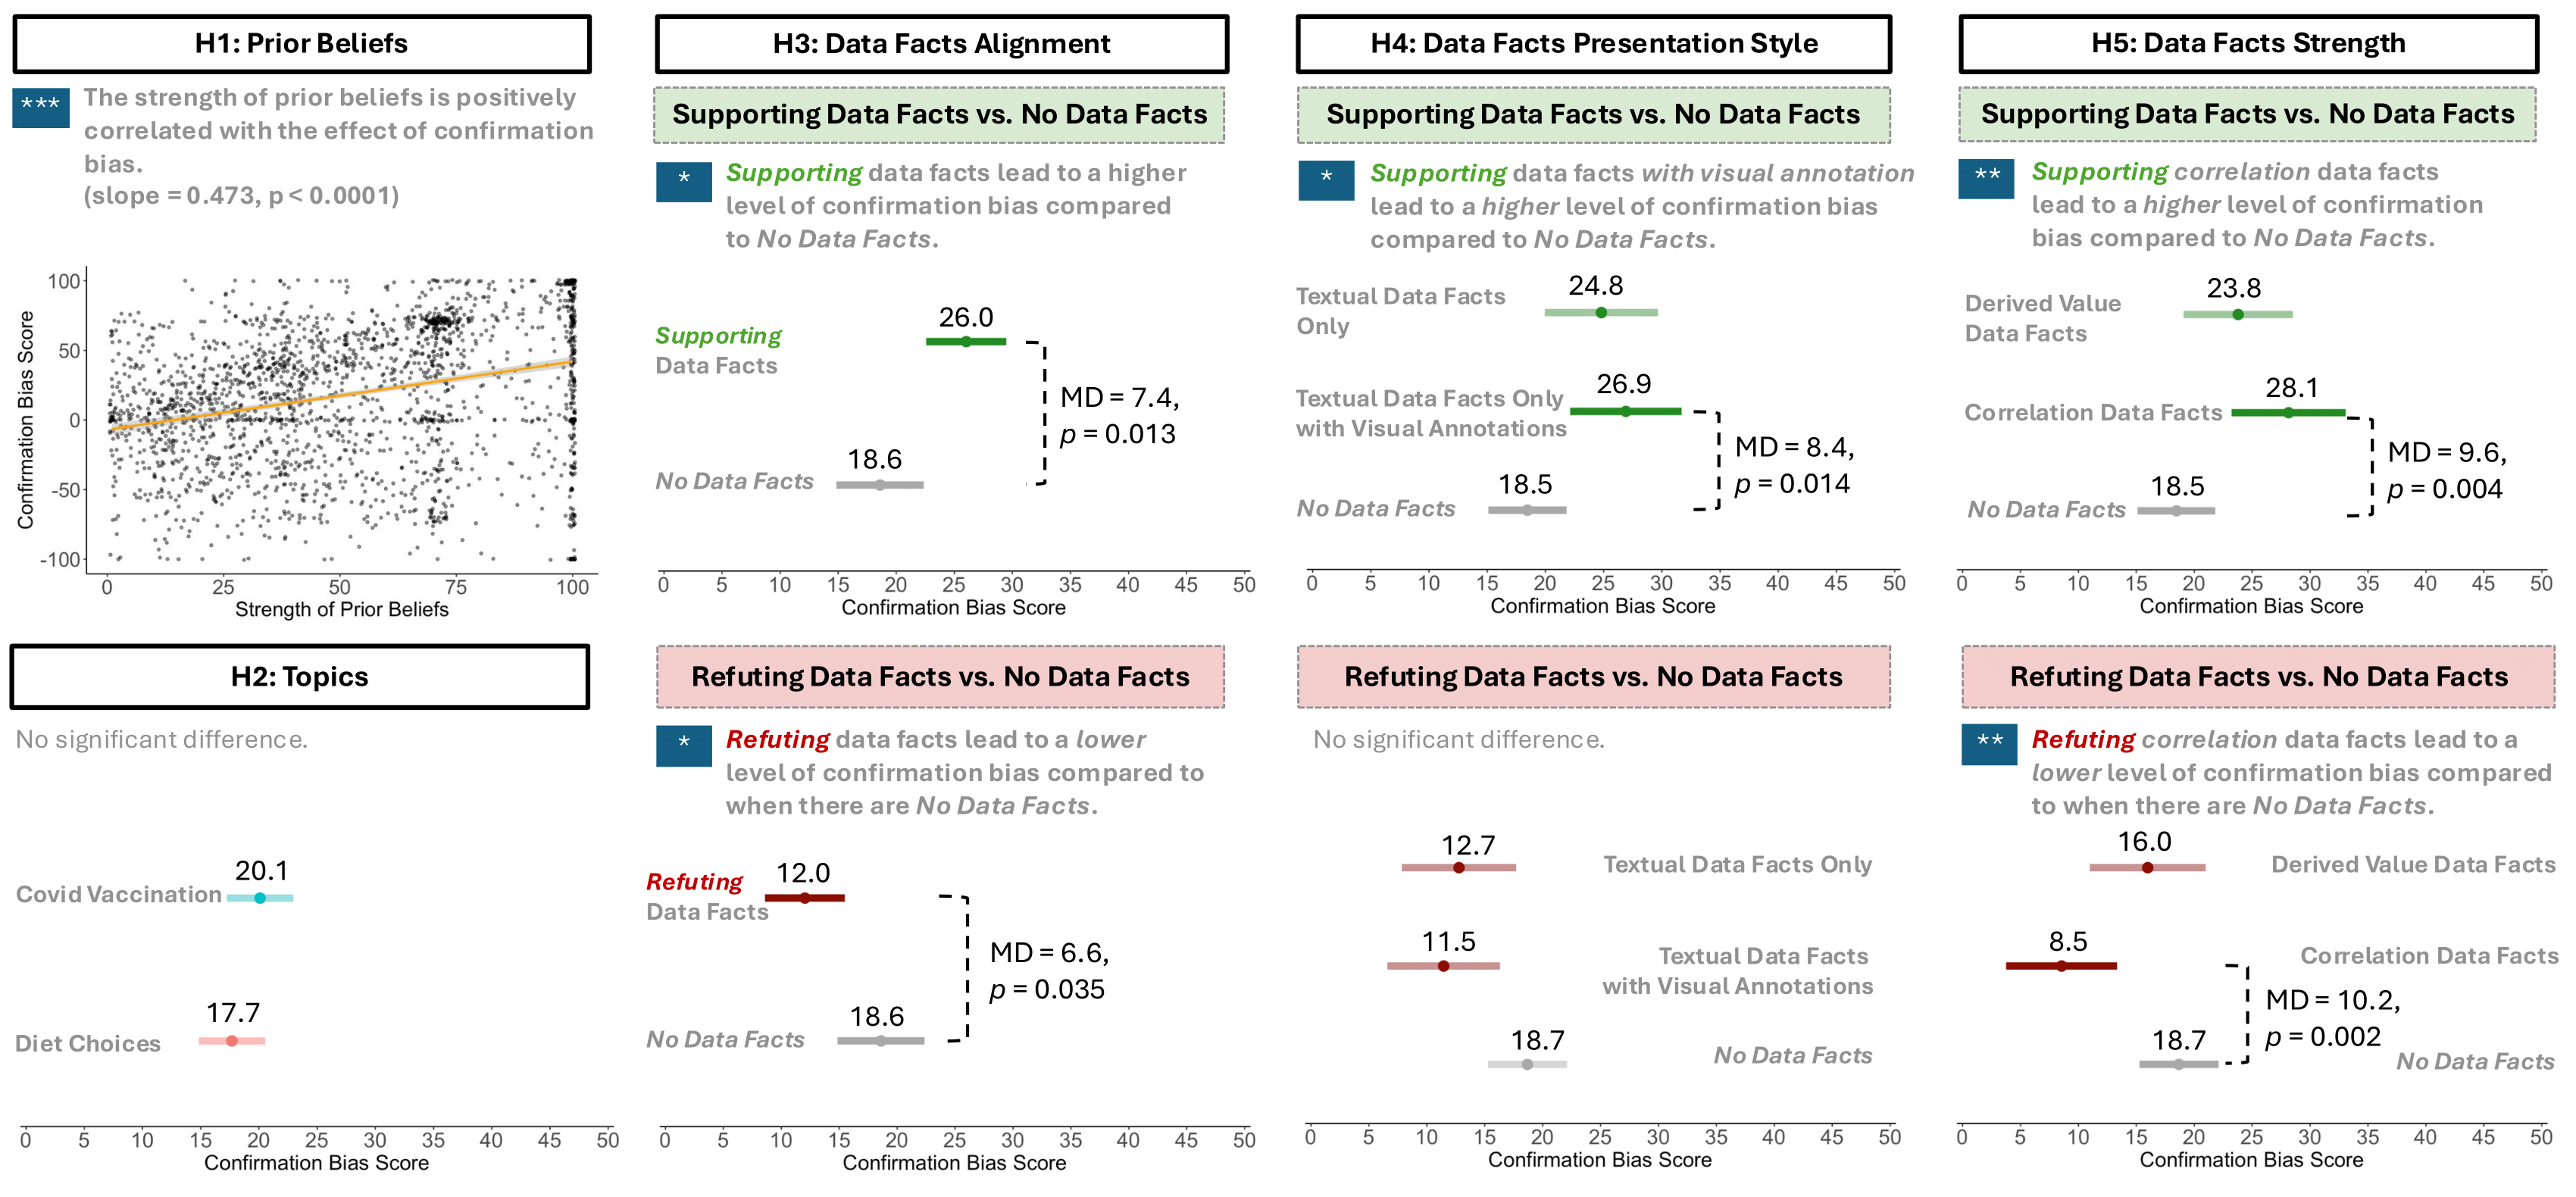 H1: Prior Beliefs
***
The strength of prior beliefs is positively
correlated with the effect of confirmation
bias.
(slope = 0.473, p < 0.0001)
Confirmation Bias Score
100
50
0
-50
-100
0 25 50 75 100
Strength of Prior Beliefs
H2: Topics
No significant difference.
Covid Vaccination
20.1
Diet Choices
17.7
0 5 10 15 20 25 30 35 40 45 50
Confirmation Bias Score
H3: Data Facts Alignment
Supporting Data Facts vs. No Data Facts
*
Supporting data facts lead to a higher
level of confirmation bias compared
to No Data Facts.
Supporting
Data Facts
26.0
No Data Facts
18.6
MD = 7.4,
p = 0.013
0 5 10 15 20 25 30 35 40 45 50
Confirmation Bias Score
Refuting Data Facts vs. No Data Facts
*
Refuting data facts lead to a lower
level of confirmation bias compared to
when there are No Data Facts.
Refuting
Data Facts
12.0
No Data Facts
18.6
MD = 6.6,
p = 0.035
0 5 10 15 20 25 30 35 40 45 50
Confirmation Bias Score
H4: Data Facts Presentation Style
Supporting Data Facts vs. No Data Facts
*
Supporting data facts with visual annotation
lead to a higher level of confirmation bias
compared to No Data Facts.
Textual Data Facts
Only
24.8
Textual Data Facts Only
with Visual Annotations
26.9
No Data Facts
18.5
MD = 8.4,
p = 0.014
0 5 10 15 20 25 30 35 40 45 50
Confirmation Bias Score
Refuting Data Facts vs. No Data Facts
No significant difference.
12.7
Textual Data Facts Only
11.5
Textual Data Facts
with Visual Annotations
18.7
No Data Facts
0 5 10 15 20 25 30 35 40 45 50
Confirmation Bias Score
H5: Data Facts Strength
Supporting Data Facts vs. No Data Facts
**
Supporting correlation data facts
lead to a higher level of confirmation
bias compared to No Data Facts.
Derived Value
Data Facts
23.8
Correlation Data Facts
28.1
No Data Facts
18.5
MD = 9.6,
p = 0.004
0 5 10 15 20 25 30 35 40 45 50
Confirmation Bias Score
Refuting Data Facts vs. No Data Facts
**
Refuting correlation data facts lead to a
lower level of confirmation bias compared
to when there are No Data Facts.
16.0
Derived Value Data Facts
8.5
Correlation Data Facts
MD = 10.2,
p = 0.002
18.7
No Data Facts
0 5 10 15 20 25 30 35 40 45 50
Confirmation Bias Score